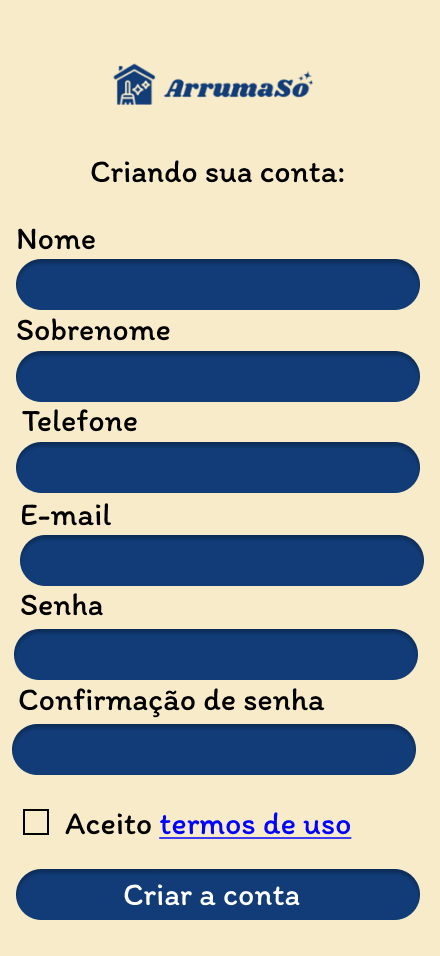 ArrumaSó
Criando sua conta:
Nome
Sobrenome
Telefone
E-mail
Senha
Confirmação de senha
Aceito termos de uso
Criar a conta